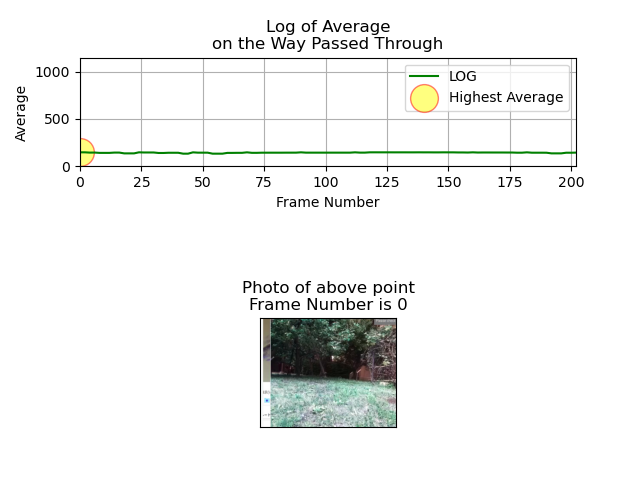 Log of Average
on the Way Passed Through
1000
500
0
Average
LOG
Highest Average
0 25 50 75 100 125 150 175 200
Frame Number
Photo of above point
Frame Number is 0